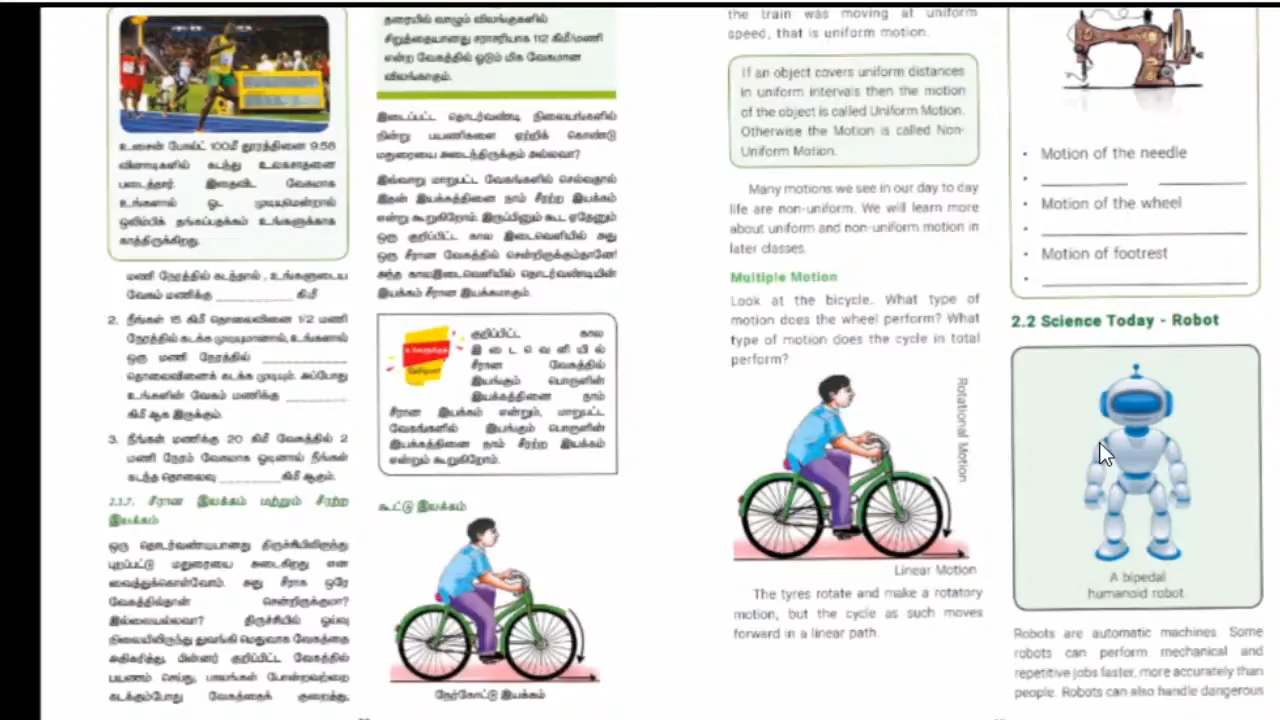 உசைன் போல்ட் 100மீ தூரத்தினை 9.58
வினாடிகளில் கடந்து உலகசாதனை
படைத்தார். இதைவிட வேகமாக
உங்களால் ஓட முடியுமென்றால்
ஒலிம்பிக் தங்கப்பதக்கம் உங்களுக்காக
காத்திருக்கிறது.
மணி நேரத்தில் கடந்தால் , உங்களுடைய
வேகம் மணிக்கு ____________ கி.மீ
2. நீங்கள் 15 கிமீ தொலைவினை 1/2 மணி
நேரத்தில் கடக்க முடியுமானால், உங்களால்
ஒரு மணி நேரத்தில் ____________
தொலைவினைக் கடக்க முடியும். அப்போது
உங்களின் வேகம் மணிக்கு __________
கிமீ ஆக இருக்கும்.
3. நீங்கள் மணிக்கு 20 கிமீ வேகத்தில் 2
மணி நேரம் வேகமாக ஓடினால் நீங்கள்
கடந்த தொலைவு __________ கிமீ ஆகும்.
2.1.7. சீரான இயக்கம் மற்றும் சீரற்ற
இயக்கம்
ஒரு தொடர்வண்டியானது திருச்சியிலிருந்து
புறப்பட்டு மதுரையை அடைகிறது என
வைத்துக்கொள்வோம். அது சீராக ஒரே
வேகத்தில்தான் சென்றிருக்குமா?
இல்லையல்லவா? திருச்சியில் ஓய்வு
நிலையிலிருந்து துவங்கி மெதுவாக வேகத்தை
அதிகரித்து, பின்னர் குறிப்பிட்ட வேகத்தில்
பயணம் செய்து, பாலங்கள் போன்றவற்றை
கடக்கும்போது வேகத்தைக் குறைத்து,
தரையில் வாழும் விலங்குகளில்
சிறுத்தையானது சராசரியாக 112 கி.மீ/மணி
என்ற வேகத்தில் ஓடும் மிக வேகமான
விலங்காகும்.
இடைப்பட்ட தொடர்வண்டி நிலையங்களில்
நின்று பயணிகளை ஏற்றிக் கொண்டு
மதுரையை அடைந்திருக்கும் அல்லவா?
இவ்வாறு மாறுபட்ட வேகங்களில் செல்வதால்
இதன் இயக்கத்தினை நாம் சீரற்ற இயக்கம்
என்று கூறுகிறோம். இருப்பினும் கூட ஏதேனும்
ஒரு குறிப்பிட்ட கால இடைவெளியில் அது
ஒரு சீரான வேகத்தில் சென்றிருக்கும்தானே!
அந்த காலஇடைவெளியில் தொடர்வண்டியின்
இயக்கம் சீரான இயக்கமாகும்.
குறிப்பிட்ட கால
இடைவெளியில்
சீரான வேகத்தில்
இயங்கும் பொருளின்
இயக்கத்தினை நாம்
சீரான இயக்கம் என்றும், மாறுபட்ட
வேகங்களில் இயங்கும் பொருளின்
இயக்கத்தினை நாம் சீரற்ற இயக்கம்
என்றும் கூறுகிறோம்.
கூட்டு இயக்கம்
நேர்கோட்டு இயக்கம்
the train was moving at uniform
speed, that is uniform motion.
If an object covers uniform distances
in uniform intervals then the motion
of the object is called Uniform Motion.
Otherwise the Motion is called Non-
Uniform Motion.
Many motions we see in our day to day
life are non-uniform. We will learn more
about uniform and non-uniform motion in
later classes.
Multiple Motion
Look at the bicycle. What type of
motion does the wheel perform? What
type of motion does the cycle in total
perform?
Rotational Motion
Linear Motion
The tyres rotate and make a rotatory
motion, but the cycle as such moves
forward in a linear path.
• Motion of the needle
• ____________ ____________
• Motion of the wheel
• ____________________________
• Motion of footrest
• ____________________________
2.2 Science Today - Robot
A bipedal
humanoid robot
Robots are automatic machines. Some
robots can perform mechanical and
repetitive jobs faster, more accurately than
people. Robots can also handle dangerous